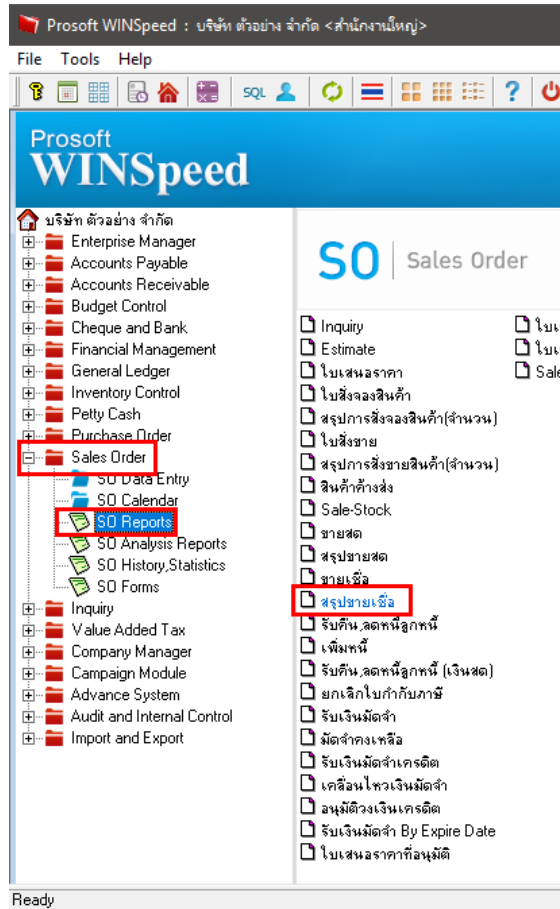 Prosoft WINSpeed : บริษัท ตัวอย่าง จำกัด <สำนักงานใหญ่>
File Tools Help
SQL
?
Prosoft
WINSpeed
บริษัท ตัวอย่าง จำกัด
Enterprise Manager
Accounts Payable
Accounts Receivable
Budget Control
Cheque and Bank
Financial Management
General Ledger
Inventory Control
Petty Cash
Purchase Order
Sales Order
SO Data Entry
SO Calendar
SO Reports
SO Analysis Reports
SO History,Statistics
SO Forms
Inquiry
Value Added Tax
Company Manager
Campaign Module
Advance System
Audit and Internal Control
Import and Export
SO Sales Order
Inquiry
Estimate
ใบเสนอราคา
ใบสั่งจองสินค้า
สรุปการสั่งจองสินค้า(จำนวน)
ใบสั่งขาย
สรุปการสั่งขายสินค้า(จำนวน)
สินค้าค้างส่ง
Sale-Stock
ขายสด
สรุปขายสด
ขายเชื่อ
สรุปขายเชื่อ
รับคืน,ลดหนี้ลูกหนี้
เพิ่มหนี้
รับคืน,ลดหนี้ลูกหนี้ (เงินสด)
ยกเลิกใบกำกับภาษี
รับเงินมัดจำ
มัดจำคงเหลือ
รับเงินมัดจำเครดิต
เคลื่อนไหวเงินมัดจำ
อนุมัติวงเงินเครดิต
รับเงินมัดจำ By Expire Date
ใบเสนอราคาที่อนุมัติ
Ready